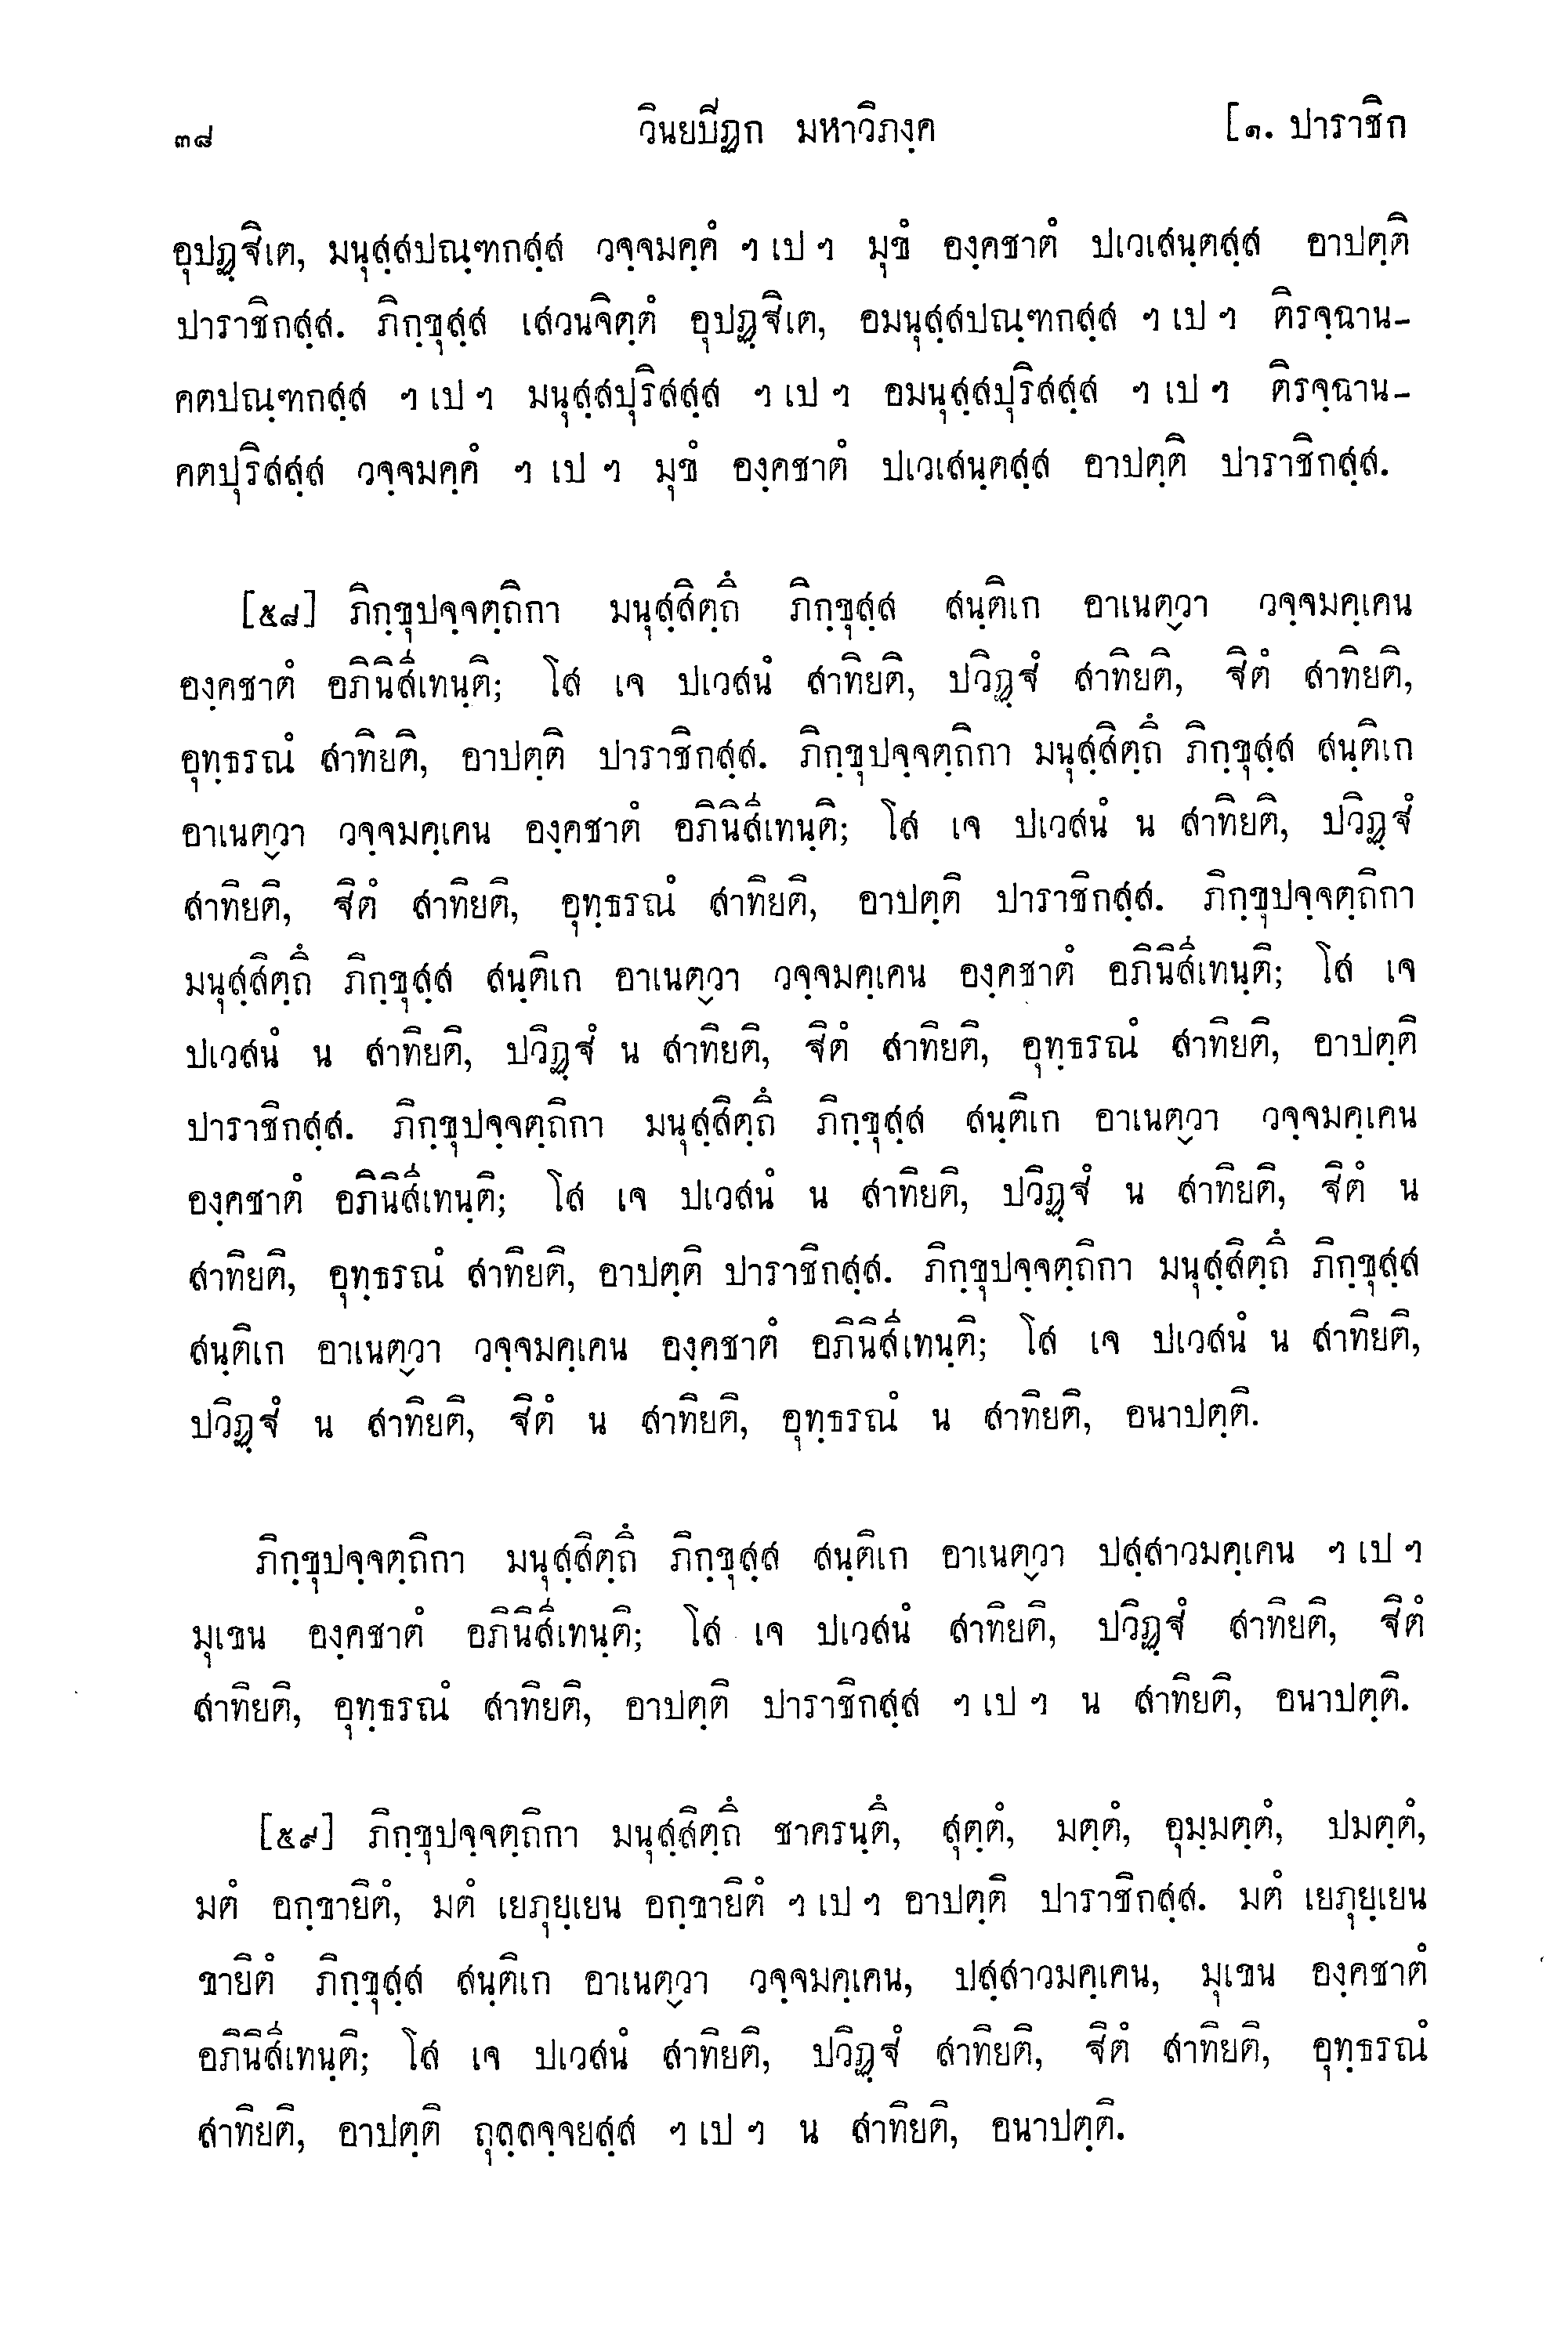 ๓๘ วินยปีฏก มหาวิภงฺค [๑. ปาราชิก
อุปฏฺฐิเต, มนุสฺสปณฺฑกสฺส วจฺจมคฺคํ ฯ เป ฯ มุขํ องฺคชาตํ ปเวเสนฺตสฺส อาปตฺติ
ปาราชิกสฺส. ภิกฺขุสฺส เสวนจิตฺตํ อุปฏฺฐิเต, อมนุสฺสปณฺฑกสฺส ฯ เป ฯ ติรจฺฉาน-
คตปณฺฑกสฺส ฯ เป ฯ มนุสฺสปุริสสฺส ฯ เป ฯ อมนุสฺสปุริสสฺส ฯ เป ฯ ติรจฺฉาน-
คตปุริสสฺส วจฺจมคฺคํ ฯ เป ฯ มุขํ องฺคชาตํ ปเวเสนฺตสฺส อาปตฺติ ปาราชิกสฺส.
[๕๘] ภิกฺขุปจฺจตฺถิกา มนุสฺสิตฺถึ ภิกฺขุสฺส สนฺติเก อาเนตฺวา วจฺจมคฺเคน
องฺคชาตํ อภินิสีเทนฺติ; โส เจ ปเวสนํ สาทิยติ, ปวิฏฺฐํ สาทิยติ, ฐิตํ สาทิยติ,
อุทฺธรณํ สาทิยติ, อาปตฺติ ปาราชิกสฺส. ภิกฺขุปจฺจตฺถิกา มนุสฺสิตฺถึ ภิกฺขุสฺส สนฺติเก
อาเนตฺวา วจฺจมคฺเคน องฺคชาตํ อภินิสีเทนฺติ; โส เจ ปเวสนํ น สาทิยติ, ปวิฏฺฐํ
สาทิยติ, ฐิตํ สาทิยติ, อุทฺธรณํ สาทิยติ, อาปตฺติ ปาราชิกสฺส. ภิกฺขุปจฺจตฺถิกา
มนุสฺสิตฺถึ ภิกฺขุสฺส สนฺติเก อาเนตฺวา วจฺจมคฺเคน องฺคชาตํ อภินิสีเทนฺติ; โส เจ
ปเวสนํ น สาทิยติ, ปวิฏฺฐํ น สาทิยติ, ฐิตํ สาทิยติ, อุทฺธรณํ สาทิยติ, อาปตฺติ
ปาราชิกสฺส. ภิกฺขุปจฺจตฺถิกา มนุสฺสิตฺถึ ภิกฺขุสฺส สนฺติเก อาเนตฺวา วจฺจมคฺเคน
องฺคชาตํ อภินิสีเทนฺติ; โส เจ ปเวสนํ น สาทิยติ, ปวิฏฺฐํ น สาทิยติ, ฐิตํ น
สาทิยติ, อุทฺธรณํ สาทิยติ, อาปตฺติ ปาราชิกสฺส. ภิกฺขุปจฺจตฺถิกา มนุสฺสิตฺถึ ภิกฺขุสฺส
สนฺติเก อาเนตฺวา วจฺจมคฺเคน องฺคชาตํ อภินิสีเทนฺติ; โส เจ ปเวสนํ น สาทิยติ,
ปวิฏฺฐํ น สาทิยติ, ฐิตํ น สาทิยติ, อุทฺธรณํ น สาทิยติ, อนาปตฺติ.
ภิกฺขุปจฺจตฺถิกา มนุสฺสิตฺถึ ภิกฺขุสฺส สนฺติเก อาเนตฺวา ปสฺสาวมคฺเคน ฯ เป ฯ
มุเขน องฺคชาตํ อภินิสีเทนฺติ; โส เจ ปเวสนํ สาทิยติ, ปวิฏฺฐํ สาทิยติ, ฐิตํ
สาทิยติ, อุทฺธรณํ สาทิยติ, อาปตฺติ ปาราชิกสฺส ฯ เป ฯ น สาทิยติ, อนาปตฺติ.
[๕๙] ภิกฺขุปจฺจตฺถิกา มนุสฺสิตฺถึ ชาครนฺตึ, สุตฺตํ, มตฺตํ, อุมฺมตฺตํ, ปมตฺตํ,
มตํ อกฺขายิตํ, มตํ เยภุยฺเยน อกฺขายิตํ ฯ เป ฯ อาปตฺติ ปาราชิกสฺส. มตํ เยภุยฺเยน
ขายิตํ ภิกฺขุสฺส สนฺติเก อาเนตฺวา วจฺจมคฺเคน, ปสฺสาวมคฺเคน, มุเขน องฺคชาตํ
อภินิสีเทนฺติ; โส เจ ปเวสนํ สาทิยติ, ปวิฏฺฐํ สาทิยติ, ฐิตํ สาทิยติ, อุทฺธรณํ
สาทิยติ, อาปตฺติ ถุลฺลจฺจยสฺส ฯ เป ฯ น สาทิยติ, อนาปตฺติ.